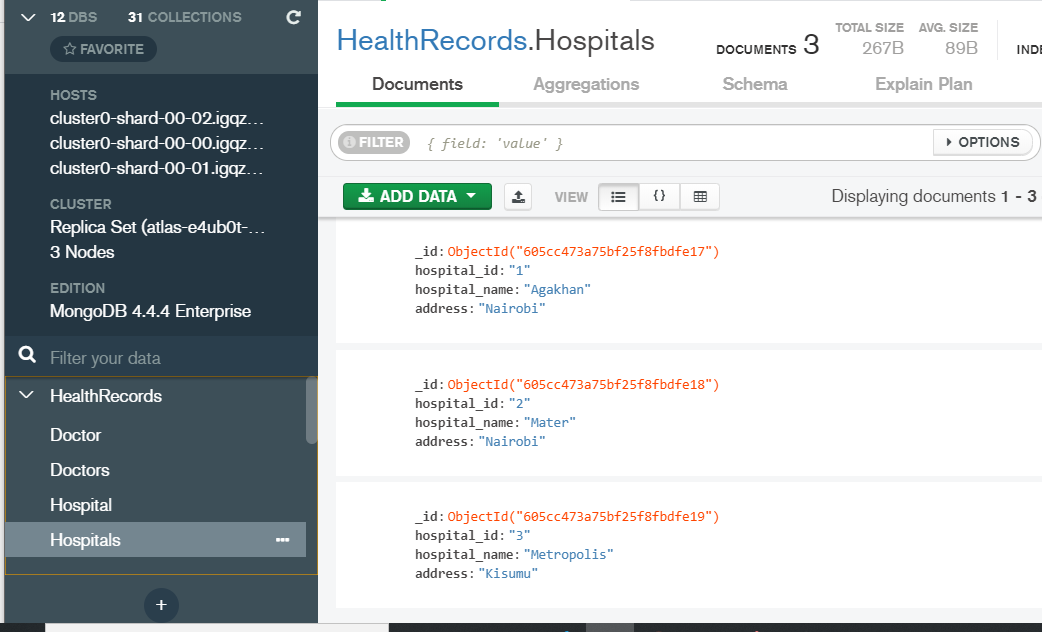 12 DBS 31 COLLECTIONS
FAVORITE
HOSTS
cluster0-shard-00-02.igqz...
cluster0-shard-00-00.igqz...
cluster0-shard-00-01.igqz...
CLUSTER
Replica Set (atlas-e4ub0t-...
3 Nodes
EDITION
MongoDB 4.4.4 Enterprise
Filter your data
HealthRecords
Doctor
Doctors
Hospital
Hospitals
HealthRecords.Hospitals
DOCUMENTS 3
TOTAL SIZE
267B
AVG. SIZE
89B
INDE
Documents Aggregations Schema Explain Plan
FILTER { field: 'value' } OPTIONS
ADD DATA VIEW {} Displaying documents 1 - 3
_id: ObjectId("605cc473a75bf25f8fbdfe17")
hospital_id: "1"
hospital_name: "Agakhan"
address: "Nairobi"
_id: ObjectId("605cc473a75bf25f8fbdfe18")
hospital_id: "2"
hospital_name: "Mater"
address: "Nairobi"
_id: ObjectId("605cc473a75bf25f8fbdfe19")
hospital_id: "3"
hospital_name: "Metropolis"
address: "Kisumu"